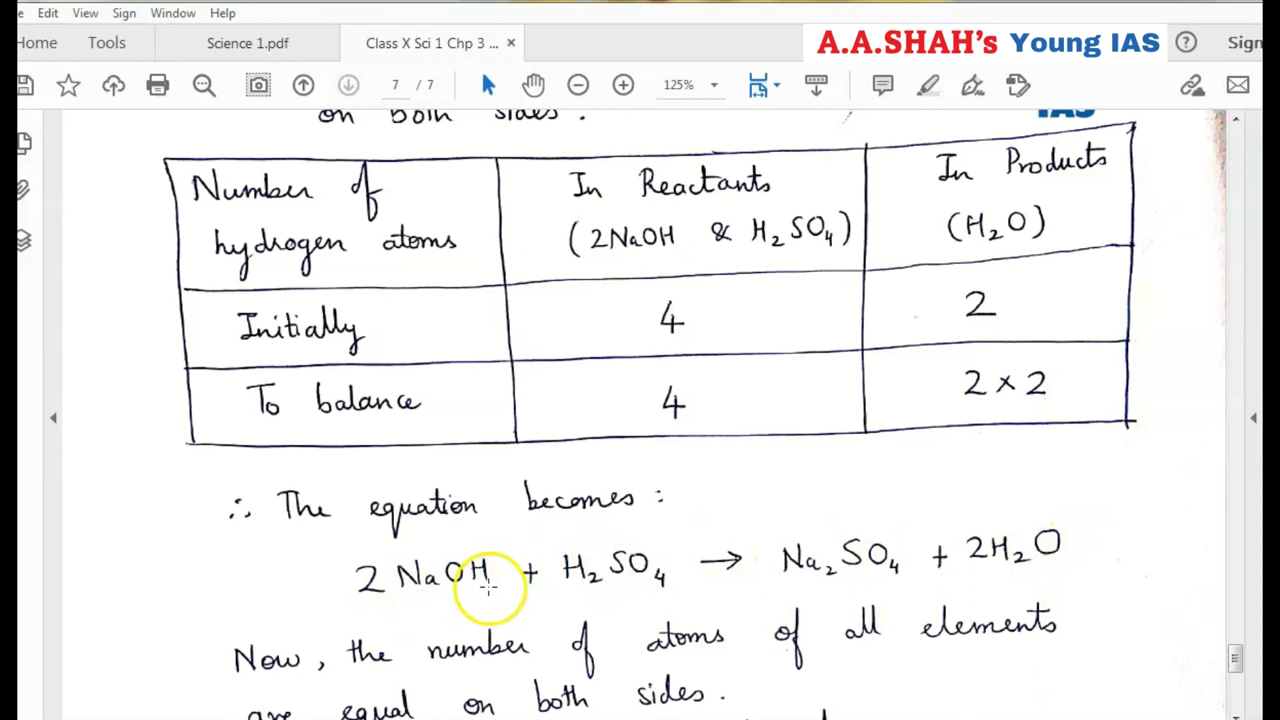 Edit View Sign Window Help
Home Tools Science 1.pdf Class X Sci 1 Chp 3 ... ×
A.A.SHAH's Young IAS
Sign
7 / 7 125%
on both sides.
IAS
Number of hydrogen atoms In Reactants (2NaOH & H₂SO₄) In Products (H₂O)
Initially 4 2
To balance 4 2 × 2
∴ The equation becomes:
2 NaOH + H₂SO₄ → Na₂SO₄ + 2H₂O
Now, the number of atoms of all elements
are equal on both sides.